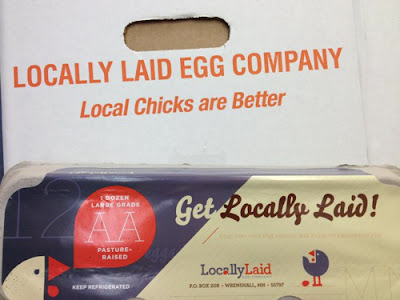 LOCALLY LAID EGG COMPANY
Local Chicks are Better
12
1 DOZEN
LARGE GRADE
AA
PASTURE-
RAISED
KEEP REFRIGERATED
Get Locally Laid!
LocallyLaid
P.O. BOX 208 - WRENSHALL, MN - 55797